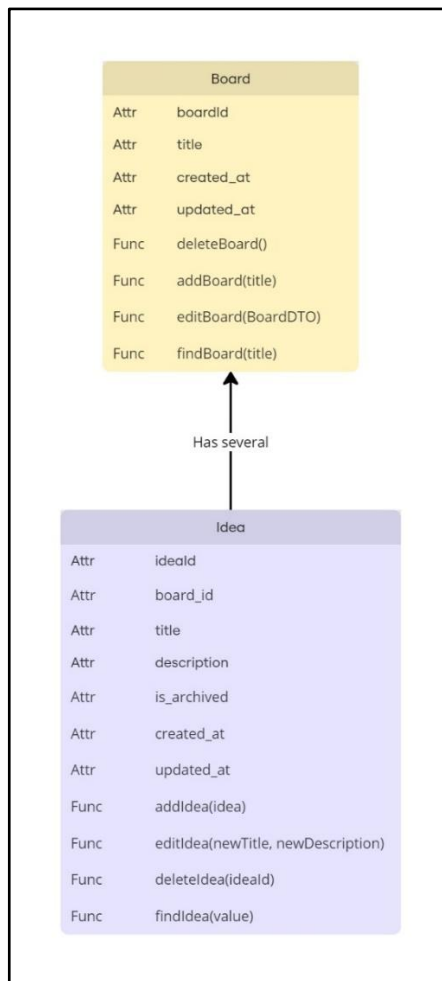 Board
Attr boardId
Attr title
Attr created_at
Attr updated_at
Func deleteBoard()
Func addBoard(title)
Func editBoard(BoardDTO)
Func findBoard(title)
Has several
Idea
Attr ideaId
Attr board_id
Attr title
Attr description
Attr is_archived
Attr created_at
Attr updated_at
Func addIdea(idea)
Func editIdea(newTitle, newDescription)
Func deleteIdea(ideaId)
Func findIdea(value)